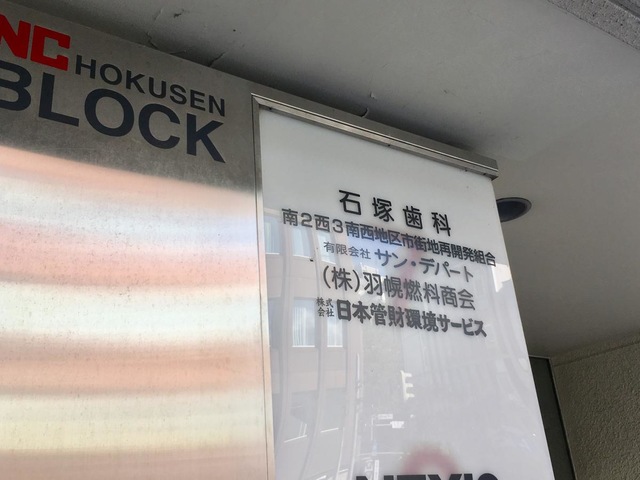 NC HOKUSEN
BLOCK
石塚歯科
南2西3南西地区市街地再開発組合
有限会社 サン・デパート
(株)羽幌燃料商会
株式会社 日本管財環境サービス